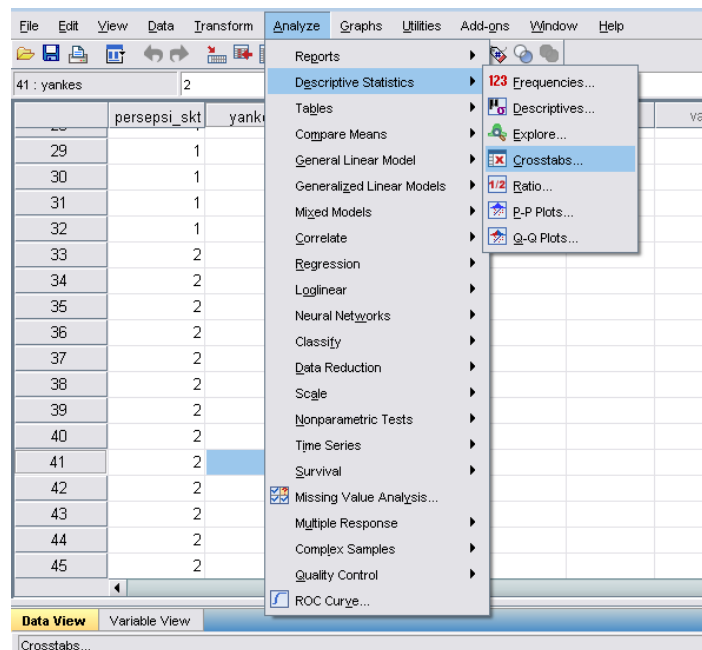 File Edit View Data Transform Analyze Graphs Utilities Add-ons Window Help
41 : yankes 2
persepsi_skt yank va
29 1
30 1
31 1
32 1
33 2
34 2
35 2
36 2
37 2
38 2
39 2
40 2
41 2
42 2
43 2
44 2
45 2
Reports
Descriptive Statistics
Tables
Compare Means
General Linear Model
Generalized Linear Models
Mixed Models
Correlate
Regression
Loglinear
Neural Networks
Classify
Data Reduction
Scale
Nonparametric Tests
Time Series
Survival
Missing Value Analysis...
Multiple Response
Complex Samples
Quality Control
ROC Curve...
123 Frequencies...
Descriptives...
Explore...
Crosstabs...
1/2 Ratio...
P-P Plots...
Q-Q Plots...
Data View Variable View
Crosstabs...